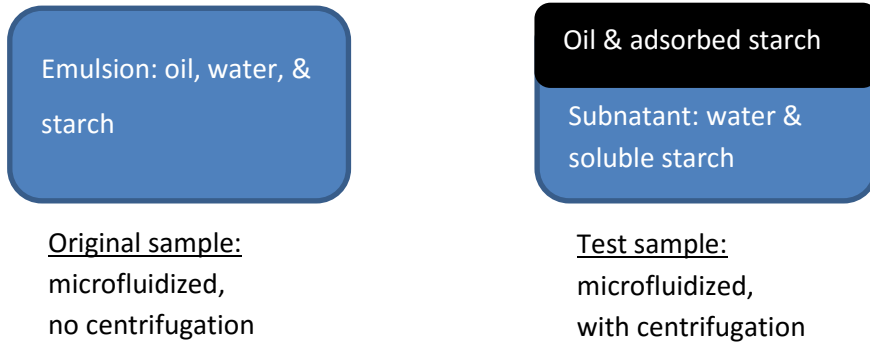 Emulsion: oil, water, &
starch
Oil & adsorbed starch
Subnatant: water &
soluble starch
Original sample:
microfluidized,
no centrifugation
Test sample:
microfluidized,
with centrifugation